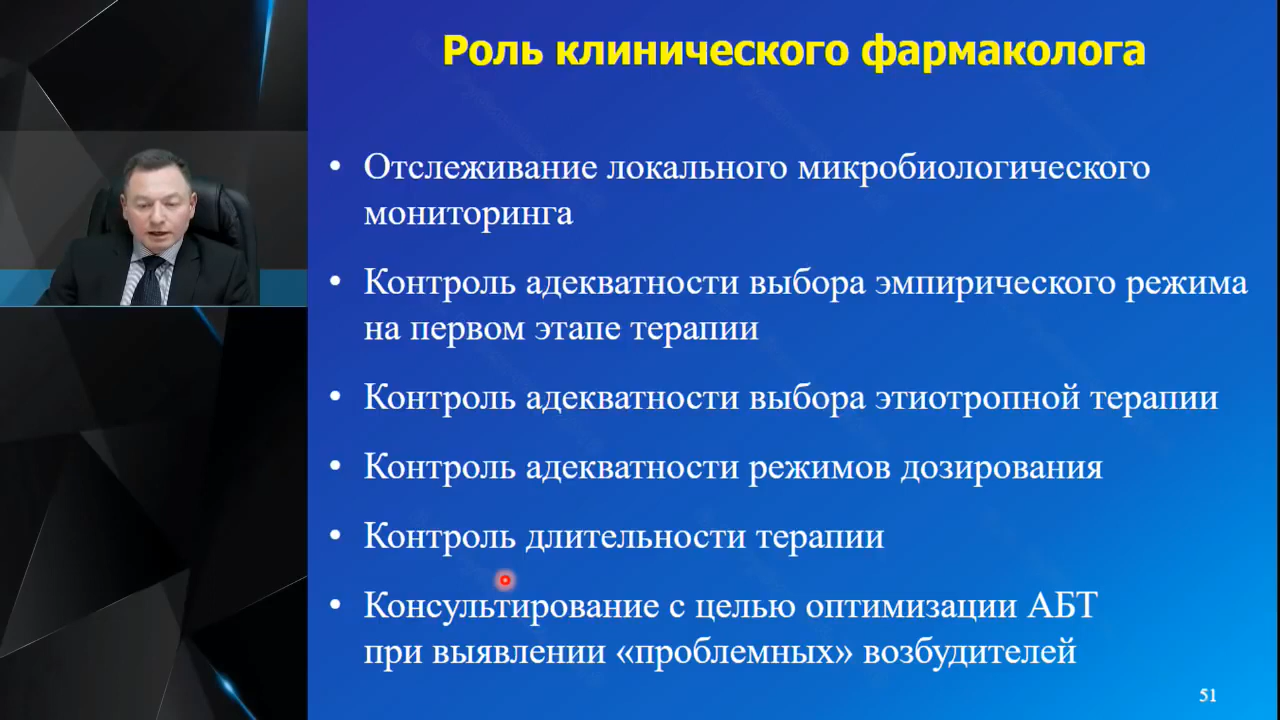 Роль клинического фармаколога
• Отслеживание локального микробиологического
мониторинга
• Контроль адекватности выбора эмпирического режима
на первом этапе терапии
• Контроль адекватности выбора этиотропной терапии
• Контроль адекватности режимов дозирования
• Контроль длительности терапии
• Консультирование с целью оптимизации АБТ
при выявлении «проблемных» возбудителей
51